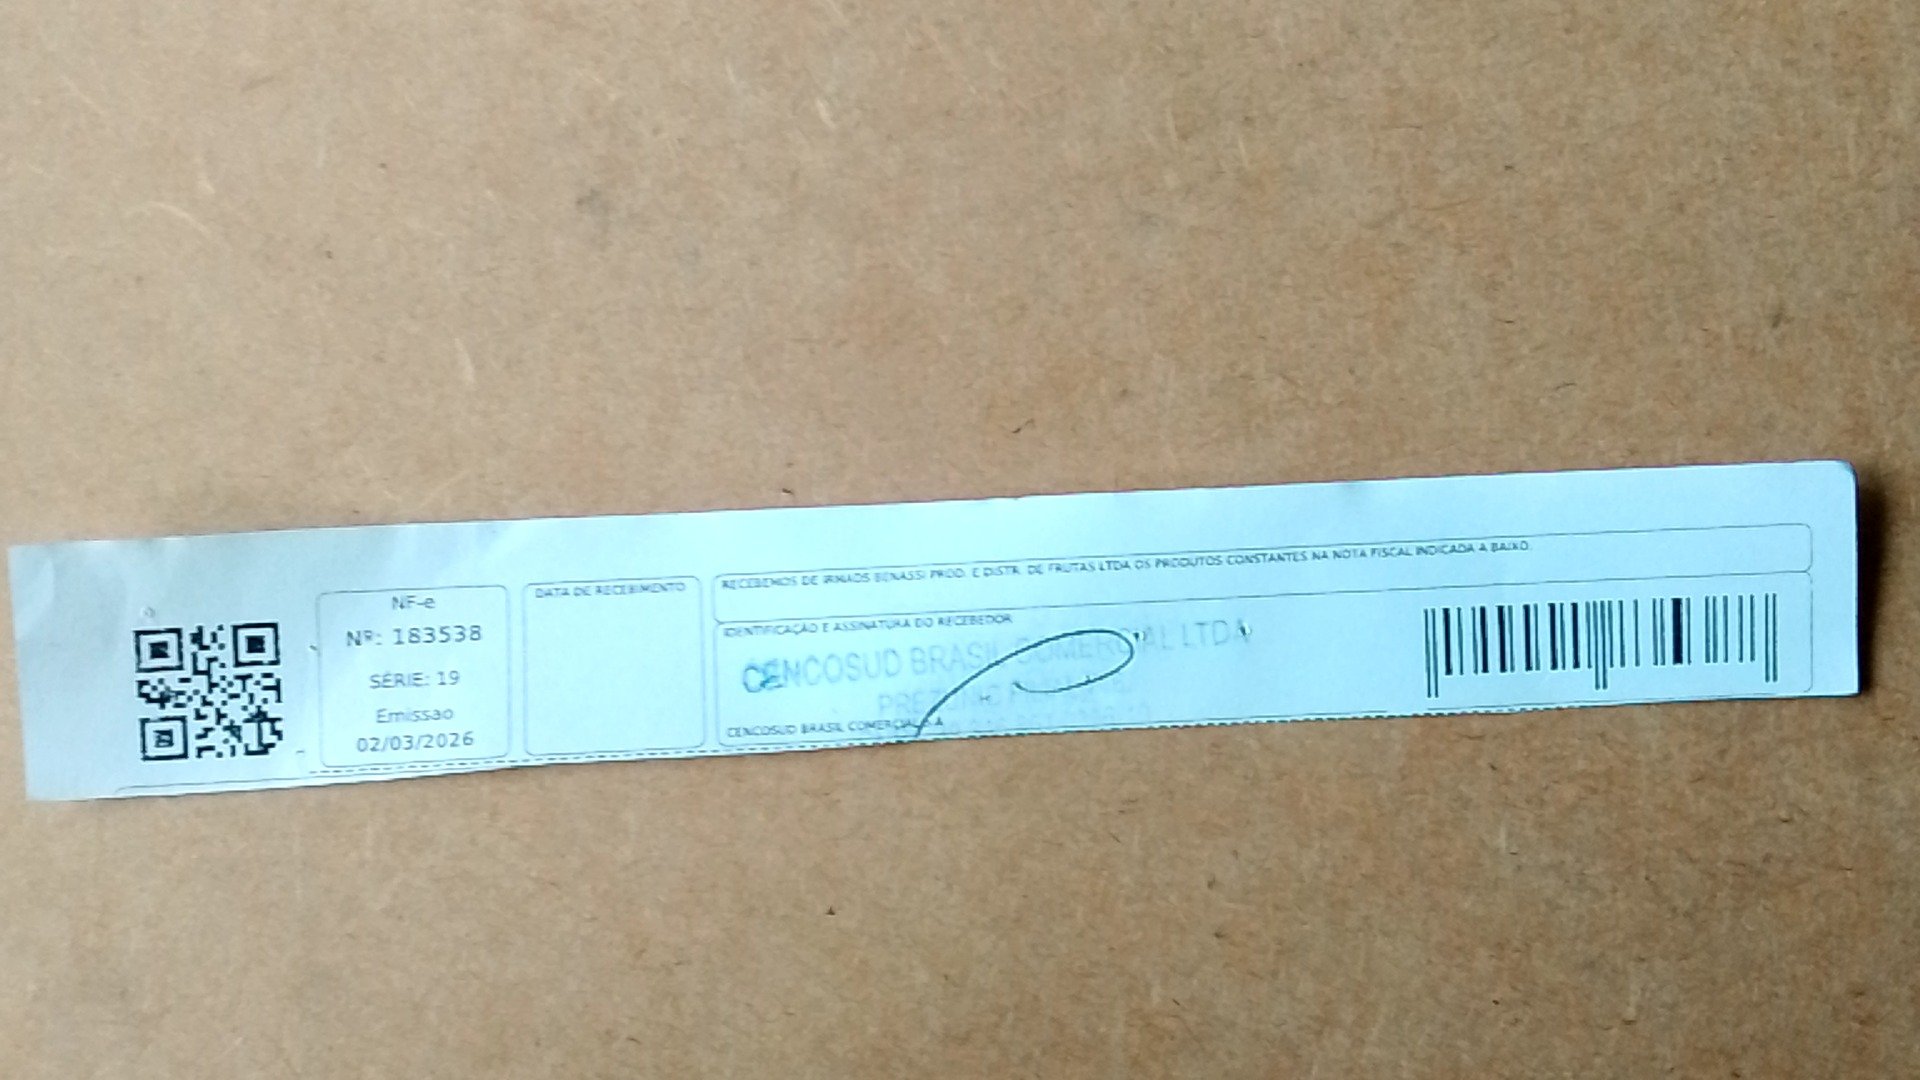 NF-e
Nº: 183538
SÉRIE: 19
Emissao
02/03/2026
DATA DE RECEBIMENTO
RECEBEMOS DE IRMAOS BENASSI PROD. E DISTR. DE FRUTAS LTDA OS PRODUTOS CONSTANTES NA NOTA FISCAL INDICADA A BAIXO.
IDENTIFICAÇÃO E ASSINATURA DO RECEBEDOR
CENCOSUD BRASIL COMERCIAL LTDA
CENCOSUD BRASIL COMERCIAL S.A